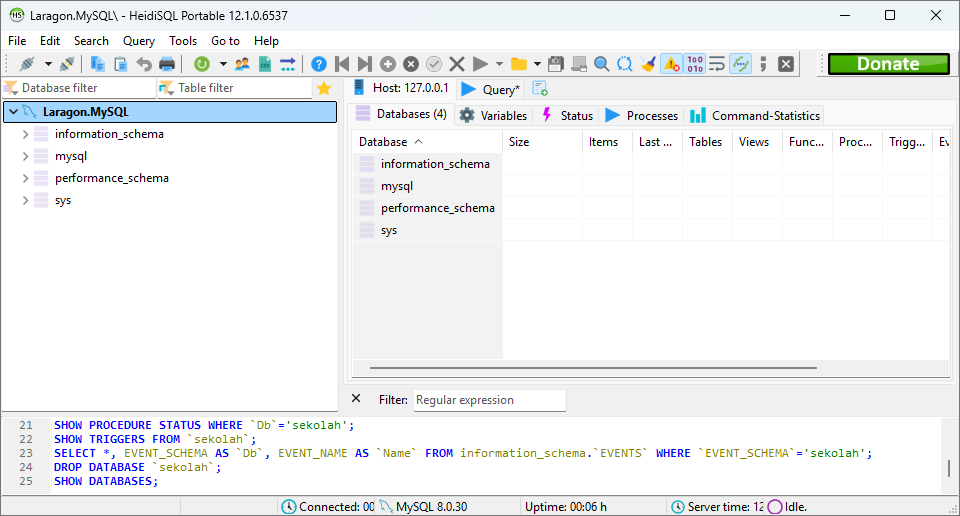 Laragon.MySQL\ - HeidiSQL Portable 12.1.0.6537
File Edit Search Query Tools Go to Help
Donate
Database filter Table filter
Host: 127.0.0.1 Query*
Laragon.MySQL
information_schema
mysql
performance_schema
sys
Databases (4) Variables Status Processes Command-Statistics
Database Size Items Last ... Tables Views Func... Proc... Trigg... Ev
information_schema
mysql
performance_schema
sys
Filter: Regular expression
21 SHOW PROCEDURE STATUS WHERE `Db`='sekolah';
22 SHOW TRIGGERS FROM `sekolah`;
23 SELECT *, EVENT_SCHEMA AS `Db`, EVENT_NAME AS `Name` FROM information_schema.`EVENTS` WHERE `EVENT_SCHEMA`='sekolah';
24 DROP DATABASE `sekolah`;
25 SHOW DATABASES;
Connected: 00 MySQL 8.0.30 Uptime: 00:06 h Server time: 12 Idle.